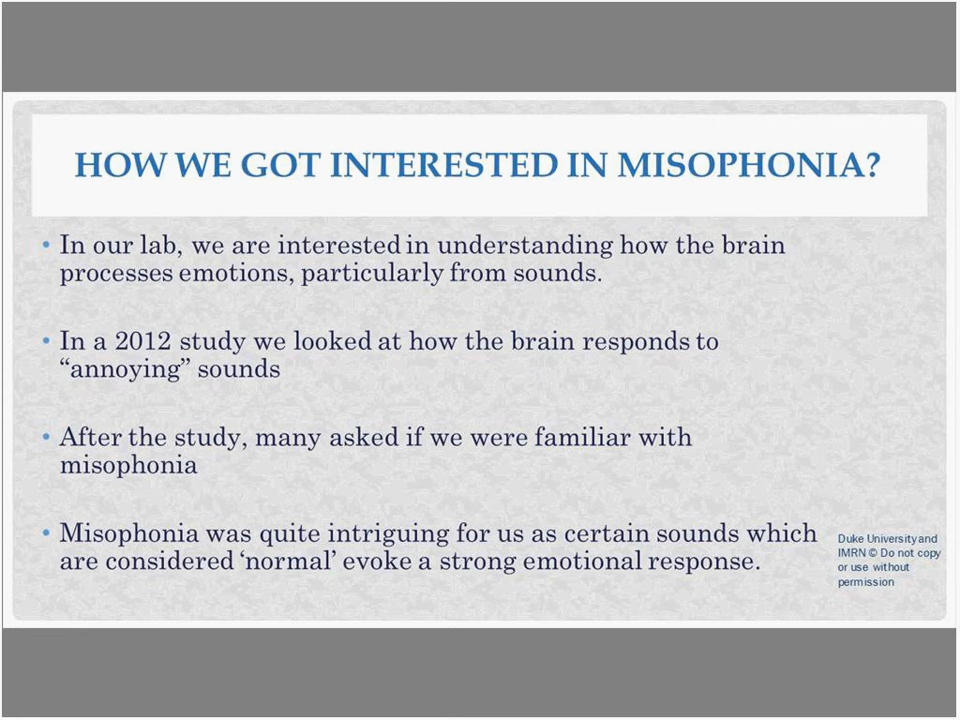 HOW WE GOT INTERESTED IN MISOPHONIA?
• In our lab, we are interested in understanding how the brain
processes emotions, particularly from sounds.
• In a 2012 study we looked at how the brain responds to
“annoying” sounds
• After the study, many asked if we were familiar with
misophonia
• Misophonia was quite intriguing for us as certain sounds which
are considered ‘normal’ evoke a strong emotional response.
Duke University and
IMRN © Do not copy
or use without
permission